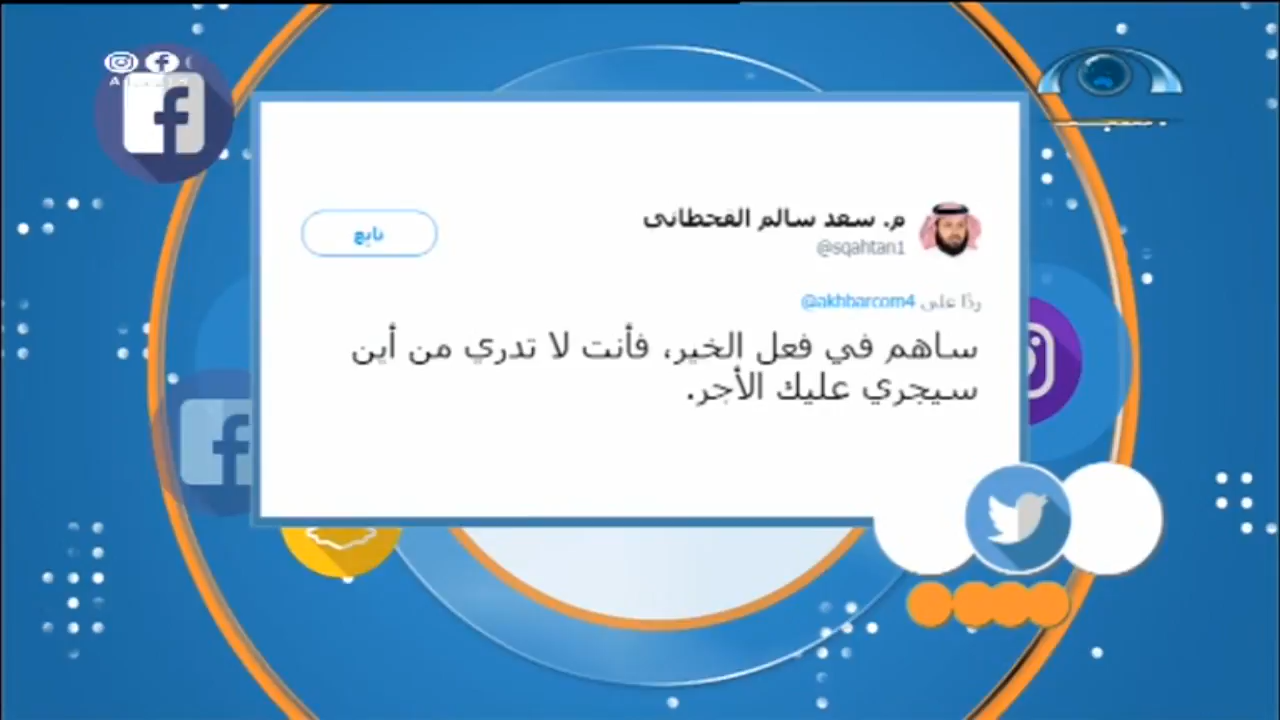 م. سعد سالم القحطاني
@sqahtan1
تابع
ردًا على @akhbarcom4
ساهم في فعل الخير، فأنت لا تدري من أين
سيجري عليك الأجر.